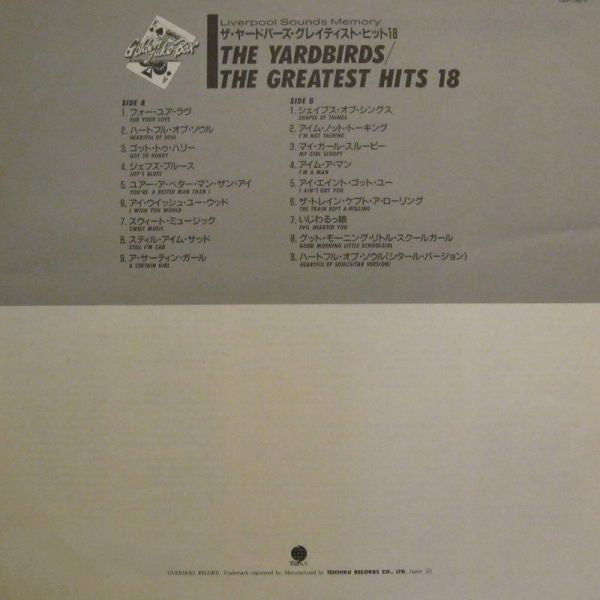 Golden Juke Box
Liverpool Sounds Memory
ザ・ヤードバーズ・グレイティスト・ヒット18
THE YARDBIRDS/
THE GREATEST HITS 18
SIDE A
1. フォー・ユア・ラヴ
FOR YOUR LOVE
2. ハートフル・オブ・ソウル
HEARTFUL OF SOUL
3. ゴット・トゥ・ハリー
GOT TO HURRY
4. ジェフズ・ブルース
JEFF'S BLUES
5. ユアー・ア・ベター・マン・ザン・アイ
YOU'RE A BETTER MAN THAN I
6. アイ・ウイッシュ・ユー・ウッド
I WISH YOU WOULD
7. スウィート・ミュージック
SWEET MUSIC
8. スティル・アイム・サッド
STILL I'M SAD
9. ア・サーティン・ガール
A CERTAIN GIRL
SIDE B
1. シェイプス・オブ・シングス
SHAPES OF THINGS
2. アイム・ノット・トーキング
I'M NOT TALKING
3. マイ・ガール・スルーピー
MY GIRL SLOOPY
4. アイム・ア・マン
I'M A MAN
5. アイ・エイント・ゴット・ユー
I AIN'T GOT YOU
6. ザ・トレイン・ケプト・ア・ローリング
THE TRAIN KEPT A-ROLLING
7. いじわるっ娘
EVIL HEARTED YOU
8. グット・モーニング・リトル・スクールガール
GOOD MORNING LITTLE SCHOOLGIRL
9. ハートフル・オブ・ソウル(シタール・バージョン)
HEARTFUL OF SOUL(SITAR VERSION)
"OVERSEAS RECORD" Trademark registered by. Manufactured by TEICHIKU RECORDS CO., LTD. Japan